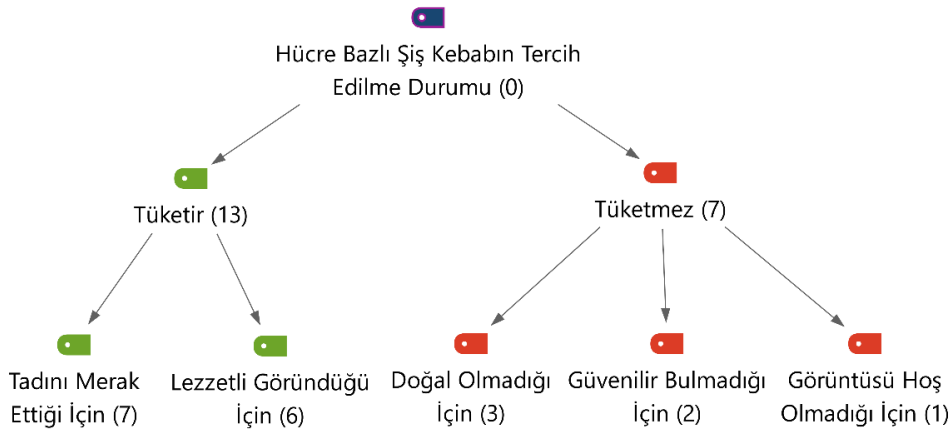 Hücre Bazlı Şiş Kebabın Tercih
Edilme Durumu (0)
Tüketir (13)
Tüketmez (7)
Tadını Merak
Ettiği İçin (7)
Lezzetli Göründüğü
İçin (6)
Doğal Olmadığı
İçin (3)
Güvenilir Bulmadığı
İçin (2)
Görüntüsü Hoş
Olmadığı İçin (1)